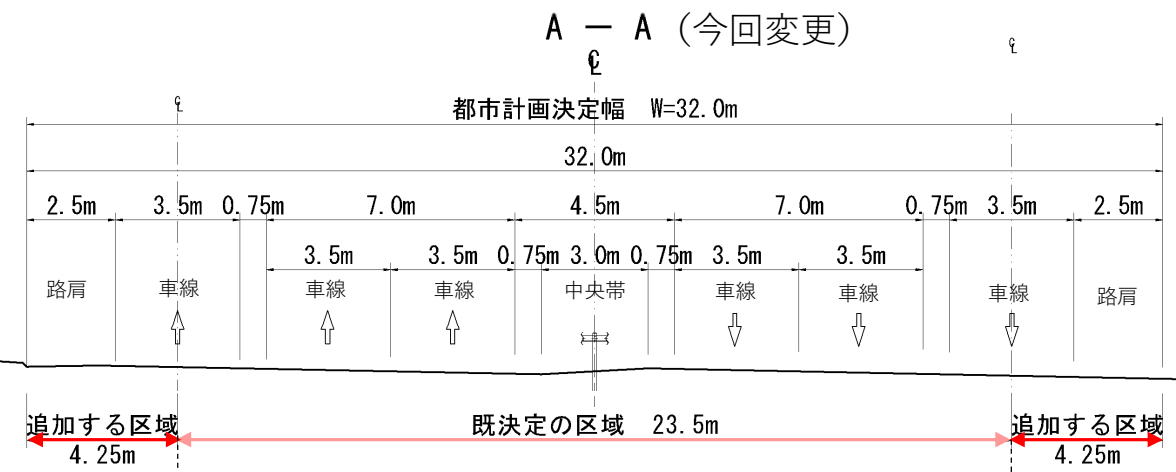 A － A（今回変更）
℄
℄
℄
都市計画決定幅 W=32.0m
32.0m
2.5m 3.5m 0.75m 7.0m 4.5m 7.0m 0.75m 3.5m 2.5m
3.5m 3.5m 0.75m 3.0m 0.75m 3.5m 3.5m
路肩 車線 車線 車線 中央帯 車線 車線 車線 路肩
追加する区域 既決定の区域 23.5m 追加する区域
4.25m 4.25m